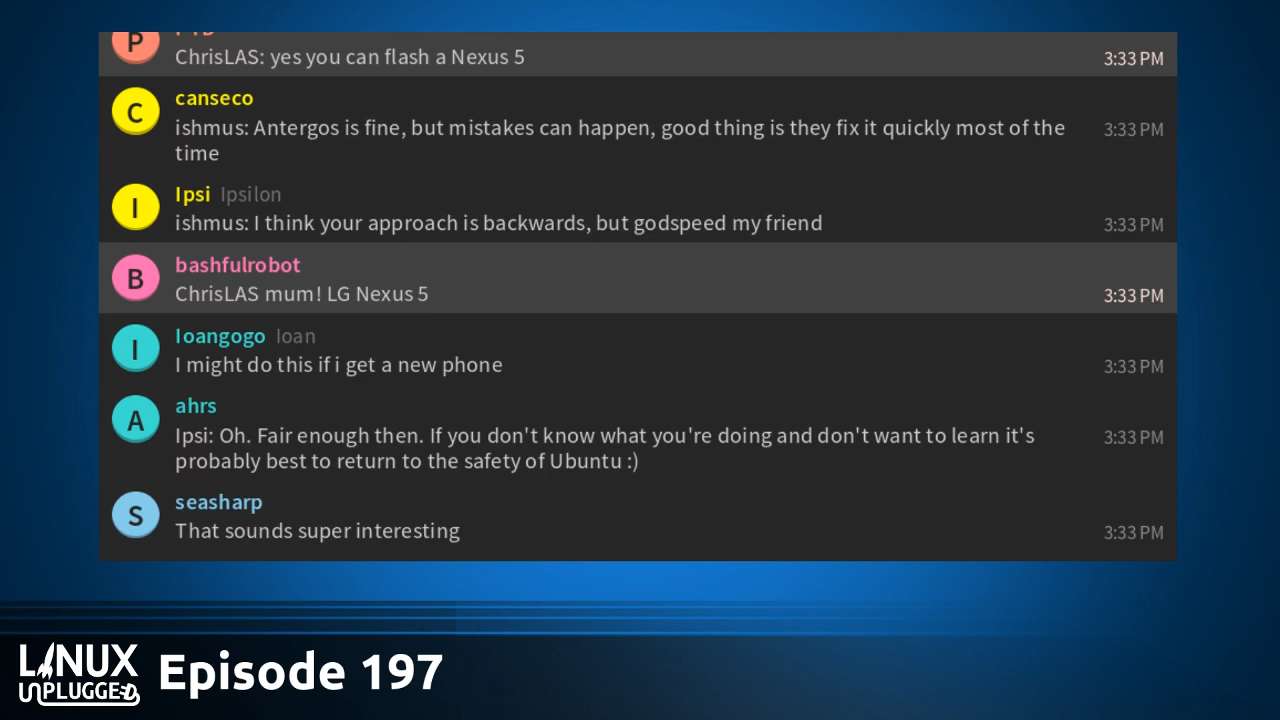 P
ChrisLAS: yes you can flash a Nexus 5
3:33 PM
C
canseco
ishmus: Antergos is fine, but mistakes can happen, good thing is they fix it quickly most of the
3:33 PM
time
I
Ipsi Ipsilon
ishmus: I think your approach is backwards, but godspeed my friend
3:33 PM
B
bashfulrobot
ChrisLAS mum! LG Nexus 5
3:33 PM
I
Ioangogo Ioan
I might do this if i get a new phone
3:33 PM
A
ahrs
Ipsi: Oh. Fair enough then. If you don't know what you're doing and don't want to learn it's
3:33 PM
probably best to return to the safety of Ubuntu :)
S
seasharp
That sounds super interesting
3:33 PM
LINUX
UNPLUGGED
Episode 197